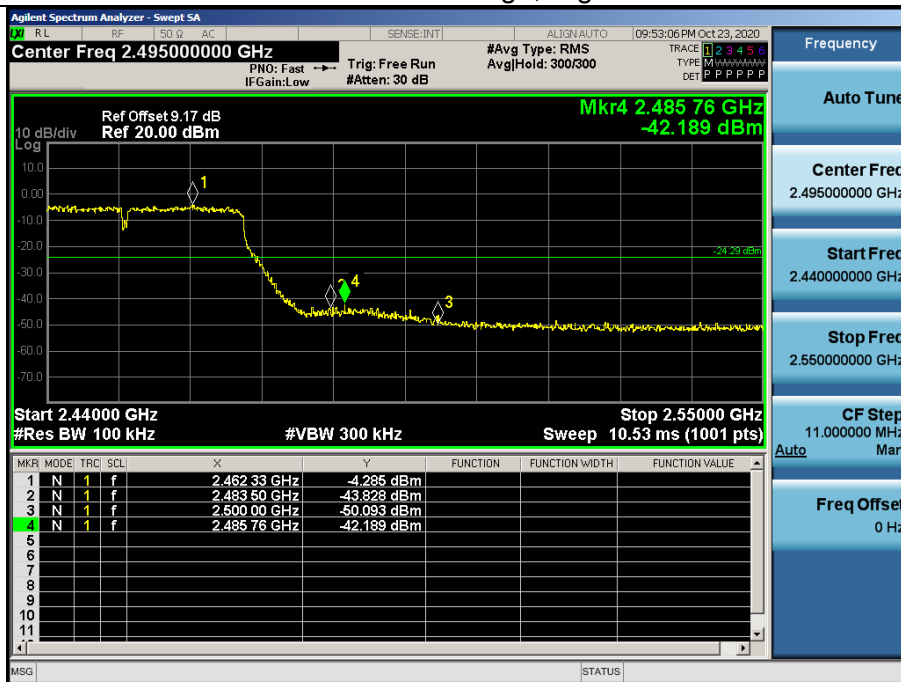 Agilent Spectrum Analyzer - Swept SA
LXI RL RF 50 Ω AC SENSE:INT ALIGN AUTO 09:53:06 PM Oct 23, 2020
Center Freq 2.495000000 GHz #Avg Type: RMS TRACE 1 2 3 4 5 6
PNO: Fast Trig: Free Run Avg|Hold: 300/300 TYPE M WWWWW
IFGain:Low #Atten: 30 dB DET P P P P P P
Ref Offset 9.17 dB Mkr4 2.485 76 GHz
10 dB/div Ref 20.00 dBm -42.189 dBm
Log
10.0
0.00
-10.0
-20.0
-30.0
-40.0
-50.0
-60.0
-70.0
1
-24.29 dBm
4
3
Start 2.44000 GHz Stop 2.55000 GHz
#Res BW 100 kHz #VBW 300 kHz Sweep 10.53 ms (1001 pts)
MKR MODE TRC SCL X Y FUNCTION FUNCTION WIDTH FUNCTION VALUE
1 N 1 f 2.462 33 GHz -4.285 dBm
2 N 1 f 2.483 50 GHz -43.828 dBm
3 N 1 f 2.500 00 GHz -50.093 dBm
4 N 1 f 2.485 76 GHz -42.189 dBm
5
6
7
8
9
10
11
MSG STATUS
Frequency
Auto Tune
Center Freq
2.495000000 GHz
Start Freq
2.440000000 GHz
Stop Freq
2.550000000 GHz
CF Step
11.000000 MHz
Auto Man
Freq Offset
0 Hz